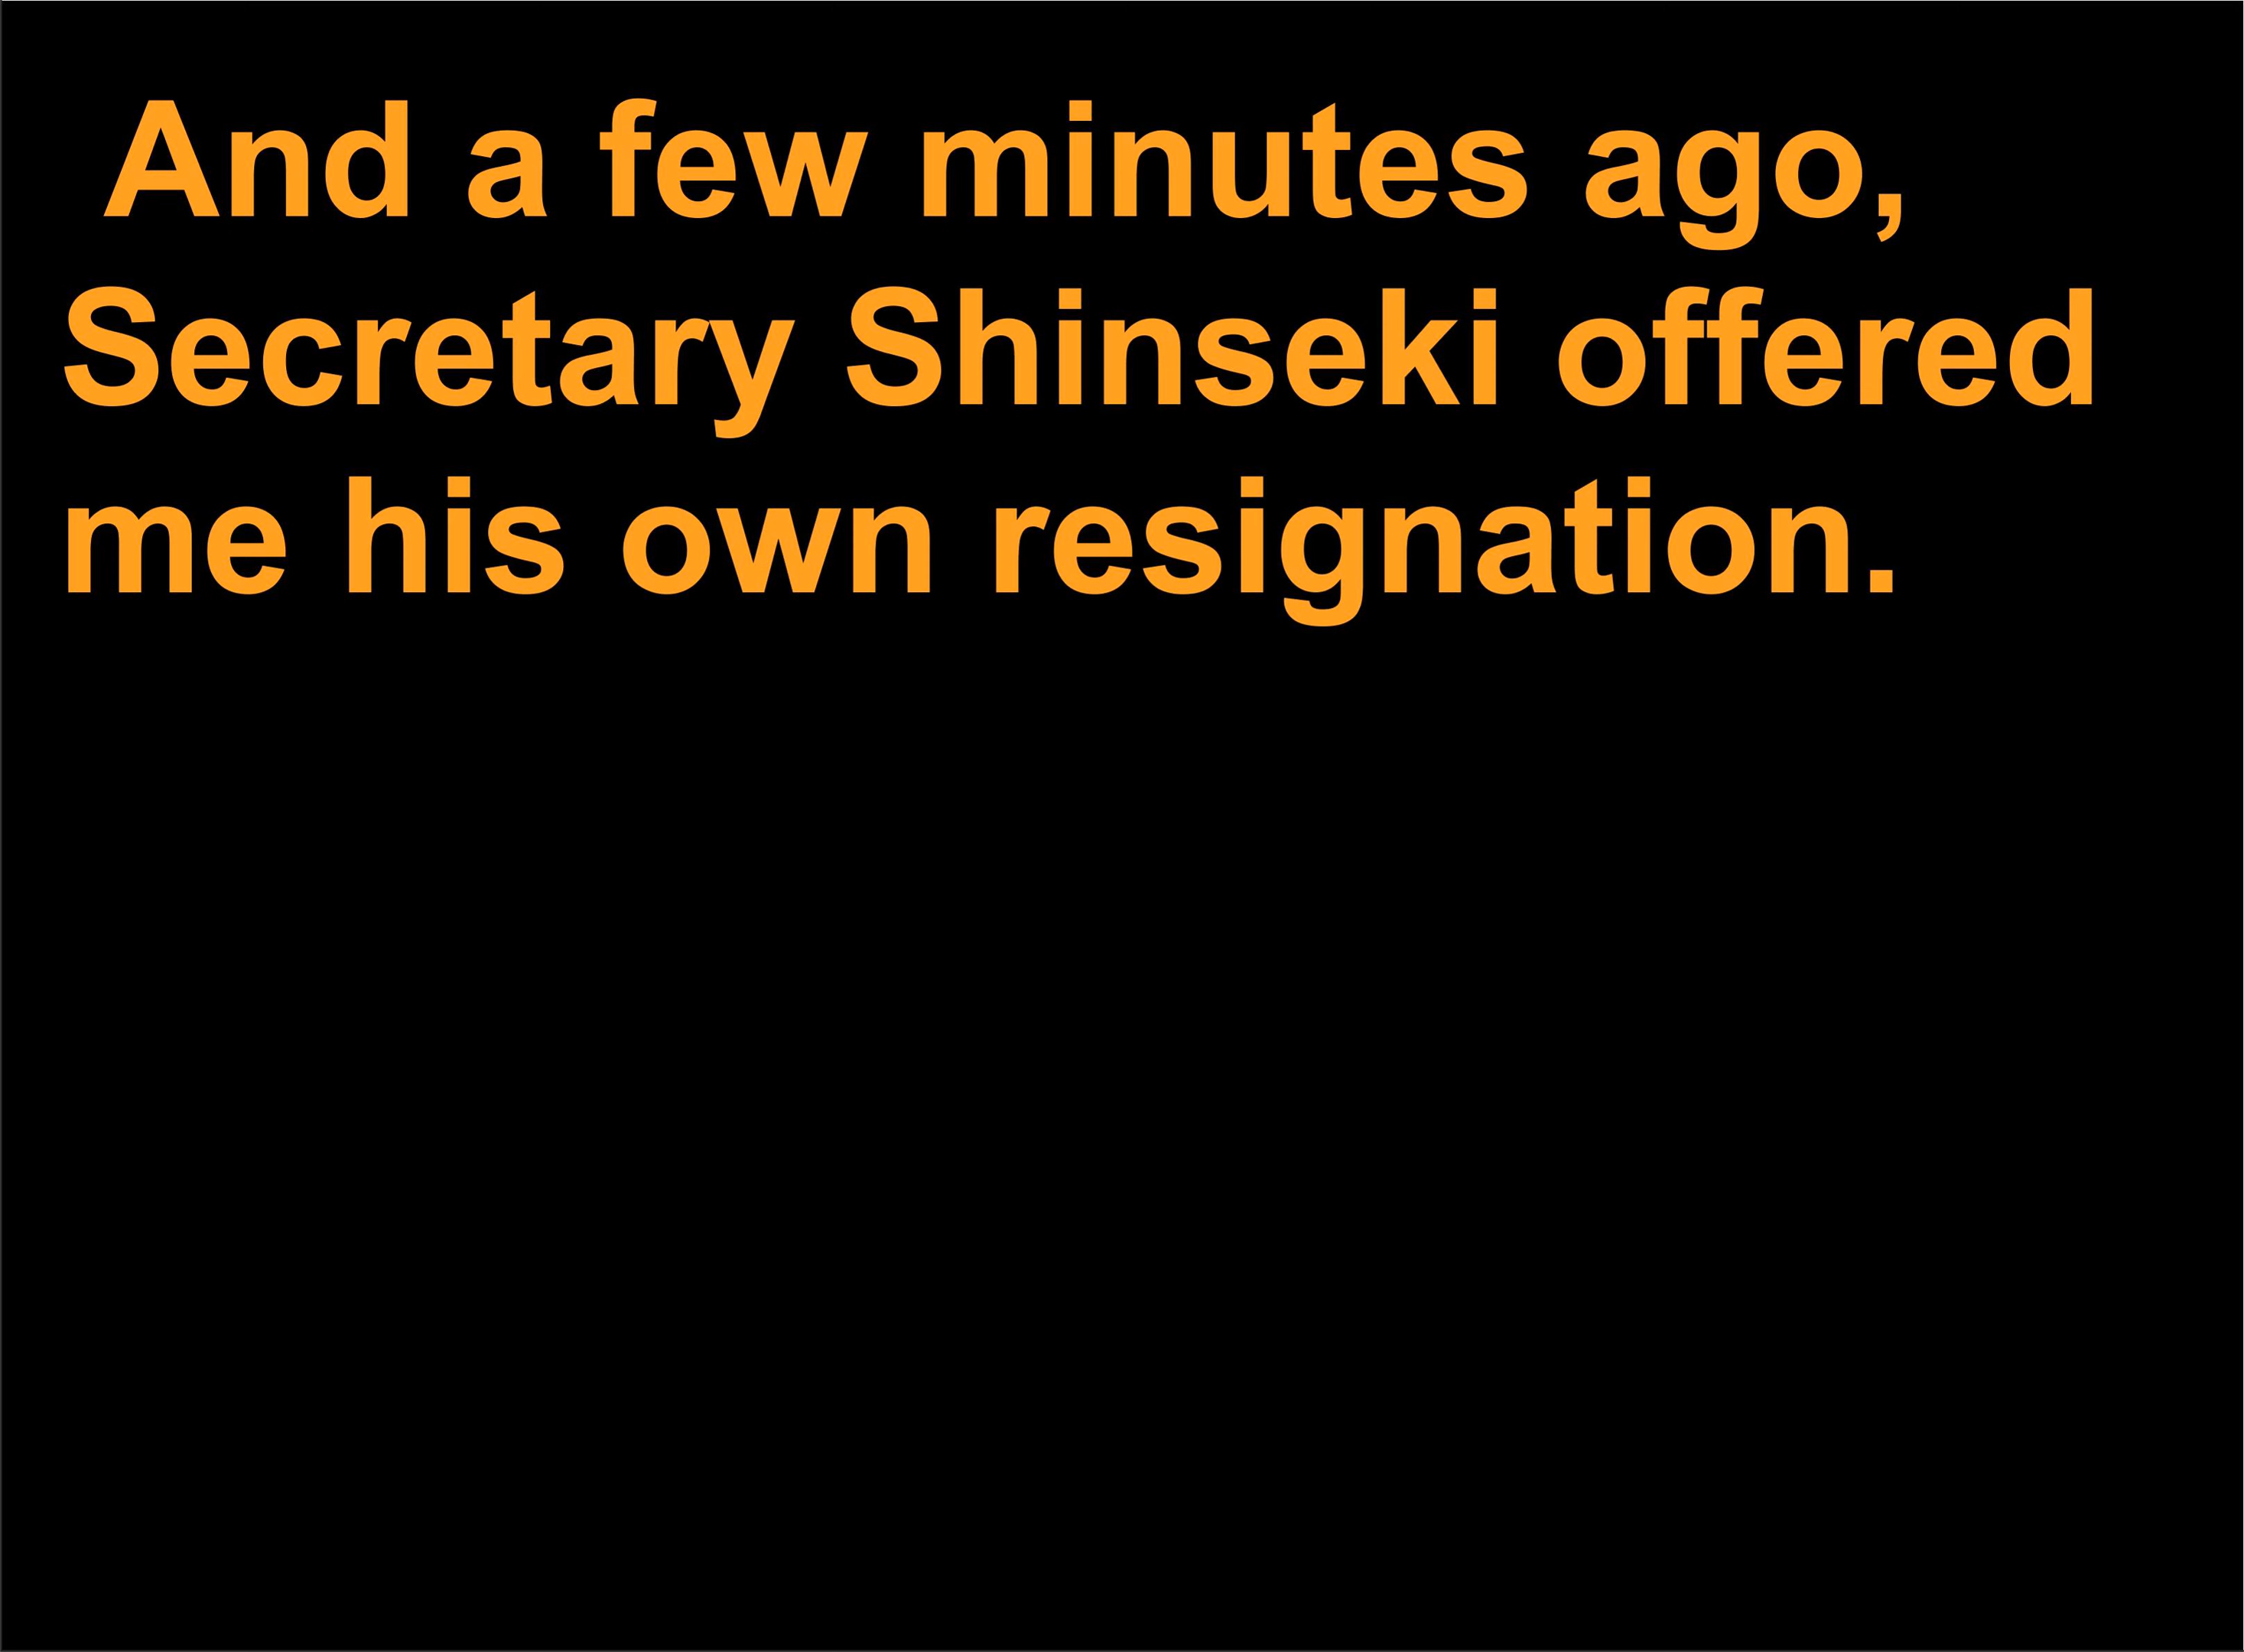 And a few minutes ago,
Secretary Shinseki offered
me his own resignation.